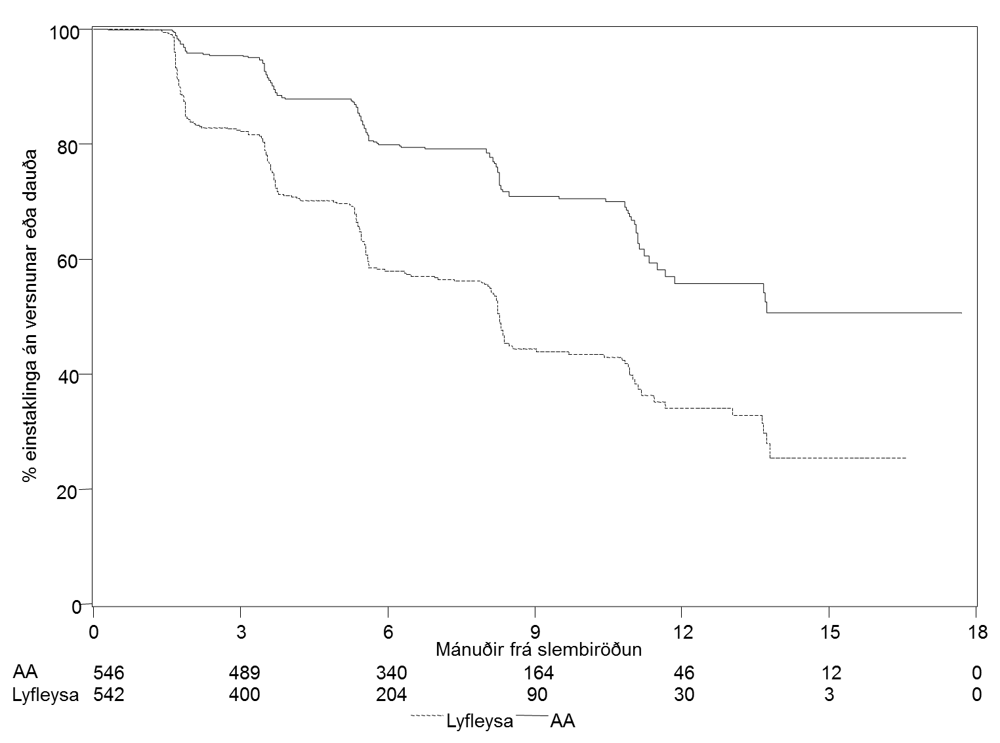 % einstaklinga án versnunar eða dauða
100
80
60
40
20
0
0 3 6 9 12 15 18
Mánuðir frá slembiröðun
AA 546 489 340 164 46 12 0
Lyfleysa 542 400 204 90 30 3 0
Lyfleysa AA